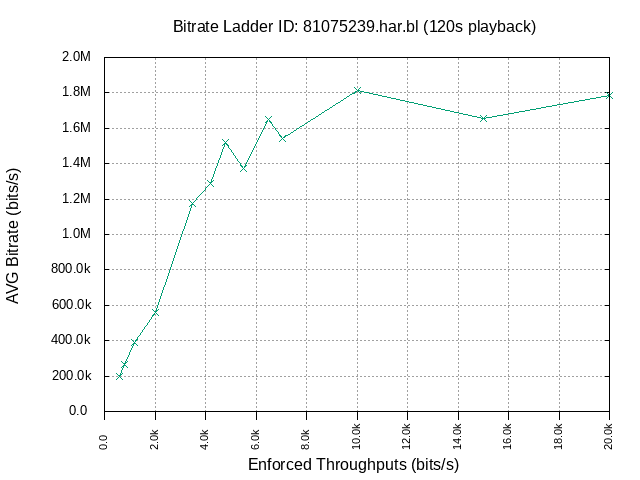 Bitrate Ladder ID: 81075239.har.bl (120s playback)
2.0M
1.8M
1.6M
1.4M
1.2M
1.0M
800.0k
600.0k
400.0k
200.0k
0.0
AVG Bitrate (bits/s)
0.0 2.0k 4.0k 6.0k 8.0k 10.0k 12.0k 14.0k 16.0k 18.0k 20.0k
Enforced Throughputs (bits/s)